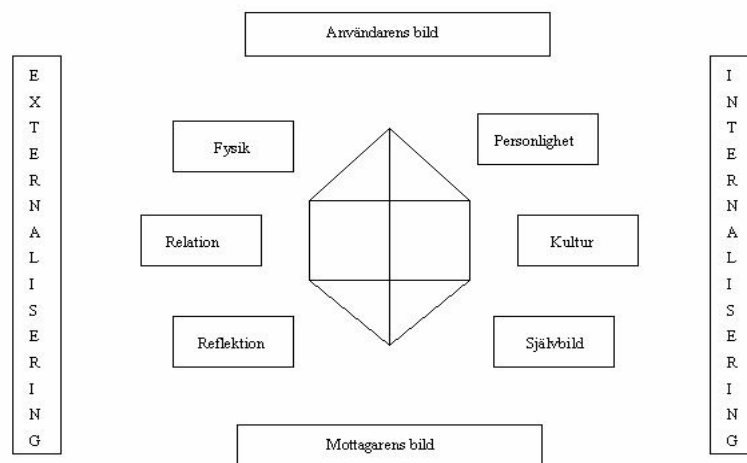 Användarens bild
EXTERNALISERING
INTERNALISERING
Fysik
Personlighet
Relation
Kultur
Reflektion
Självbild
Mottagarens bild